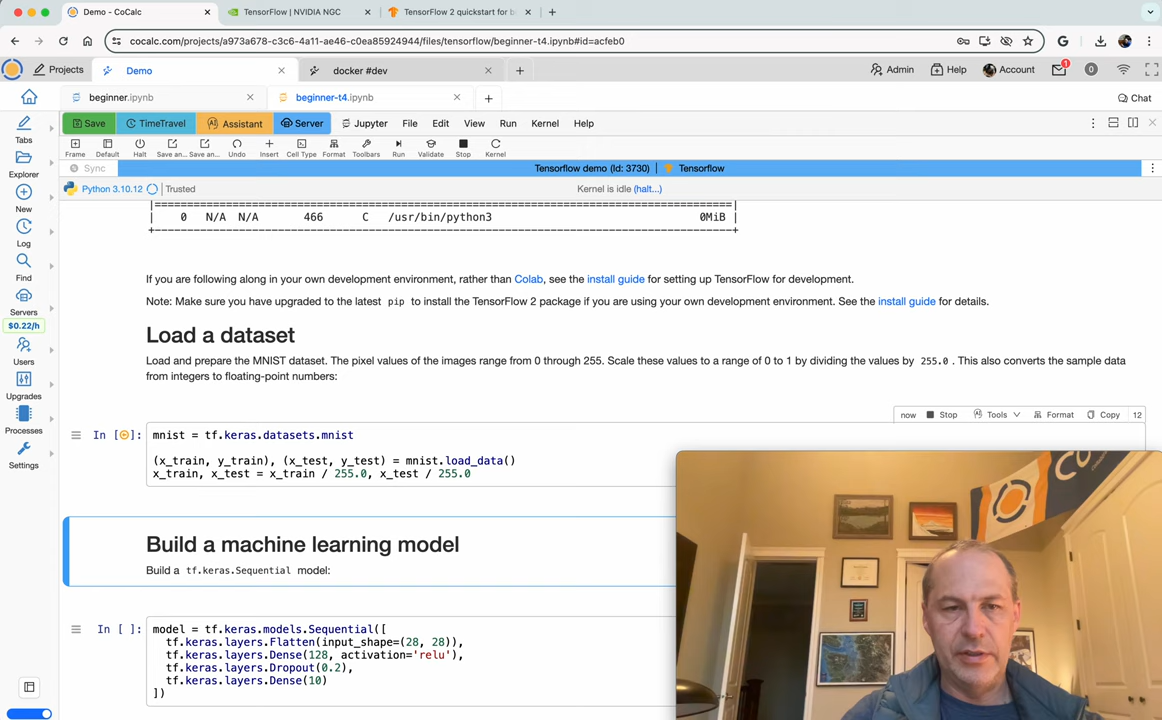 Demo - CoCalc
TensorFlow | NVIDIA NGC
TensorFlow 2 quickstart for b
cocalc.com/projects/a973a678-c3c6-4a11-ae46-c0ea85924944/files/tensorflow/beginner-t4.ipynb#id=acfeb0
Projects
Demo
docker #dev
Admin
Help
Account
1
0
beginner.ipynb
beginner-t4.ipynb
Chat
Tabs
Save
TimeTravel
Assistant
Server
Jupyter
File
Edit
View
Run
Kernel
Help
Frame
Default
Halt
Save an...
Save an...
Undo
Insert
Cell Type
Format
Toolbars
Run
Validate
Stop
Kernel
Explorer
Sync
Tensorflow demo (Id: 3730)
Tensorflow
Python 3.10.12
Trusted
Kernel is idle (halt...)
New
Log
Find
Servers
$0.22/h
Users
Upgrades
Processes
Settings
|=======================================================================|
| 0 N/A N/A 466 C /usr/bin/python3 0MiB |
+-----------------------------------------------------------------------+
If you are following along in your own development environment, rather than Colab, see the install guide for setting up TensorFlow for development.
Note: Make sure you have upgraded to the latest pip to install the TensorFlow 2 package if you are using your own development environment. See the install guide for details.
Load a dataset
Load and prepare the MNIST dataset. The pixel values of the images range from 0 through 255. Scale these values to a range of 0 to 1 by dividing the values by 255.0 . This also converts the sample data
from integers to floating-point numbers:
now
Stop
Tools
Format
Copy
12
In [ ]:
mnist = tf.keras.datasets.mnist
(x_train, y_train), (x_test, y_test) = mnist.load_data()
x_train, x_test = x_train / 255.0, x_test / 255.0
Build a machine learning model
Build a tf.keras.Sequential model:
In [ ]:
model = tf.keras.models.Sequential([
tf.keras.layers.Flatten(input_shape=(28, 28)),
tf.keras.layers.Dense(128, activation='relu'),
tf.keras.layers.Dropout(0.2),
tf.keras.layers.Dense(10)
])